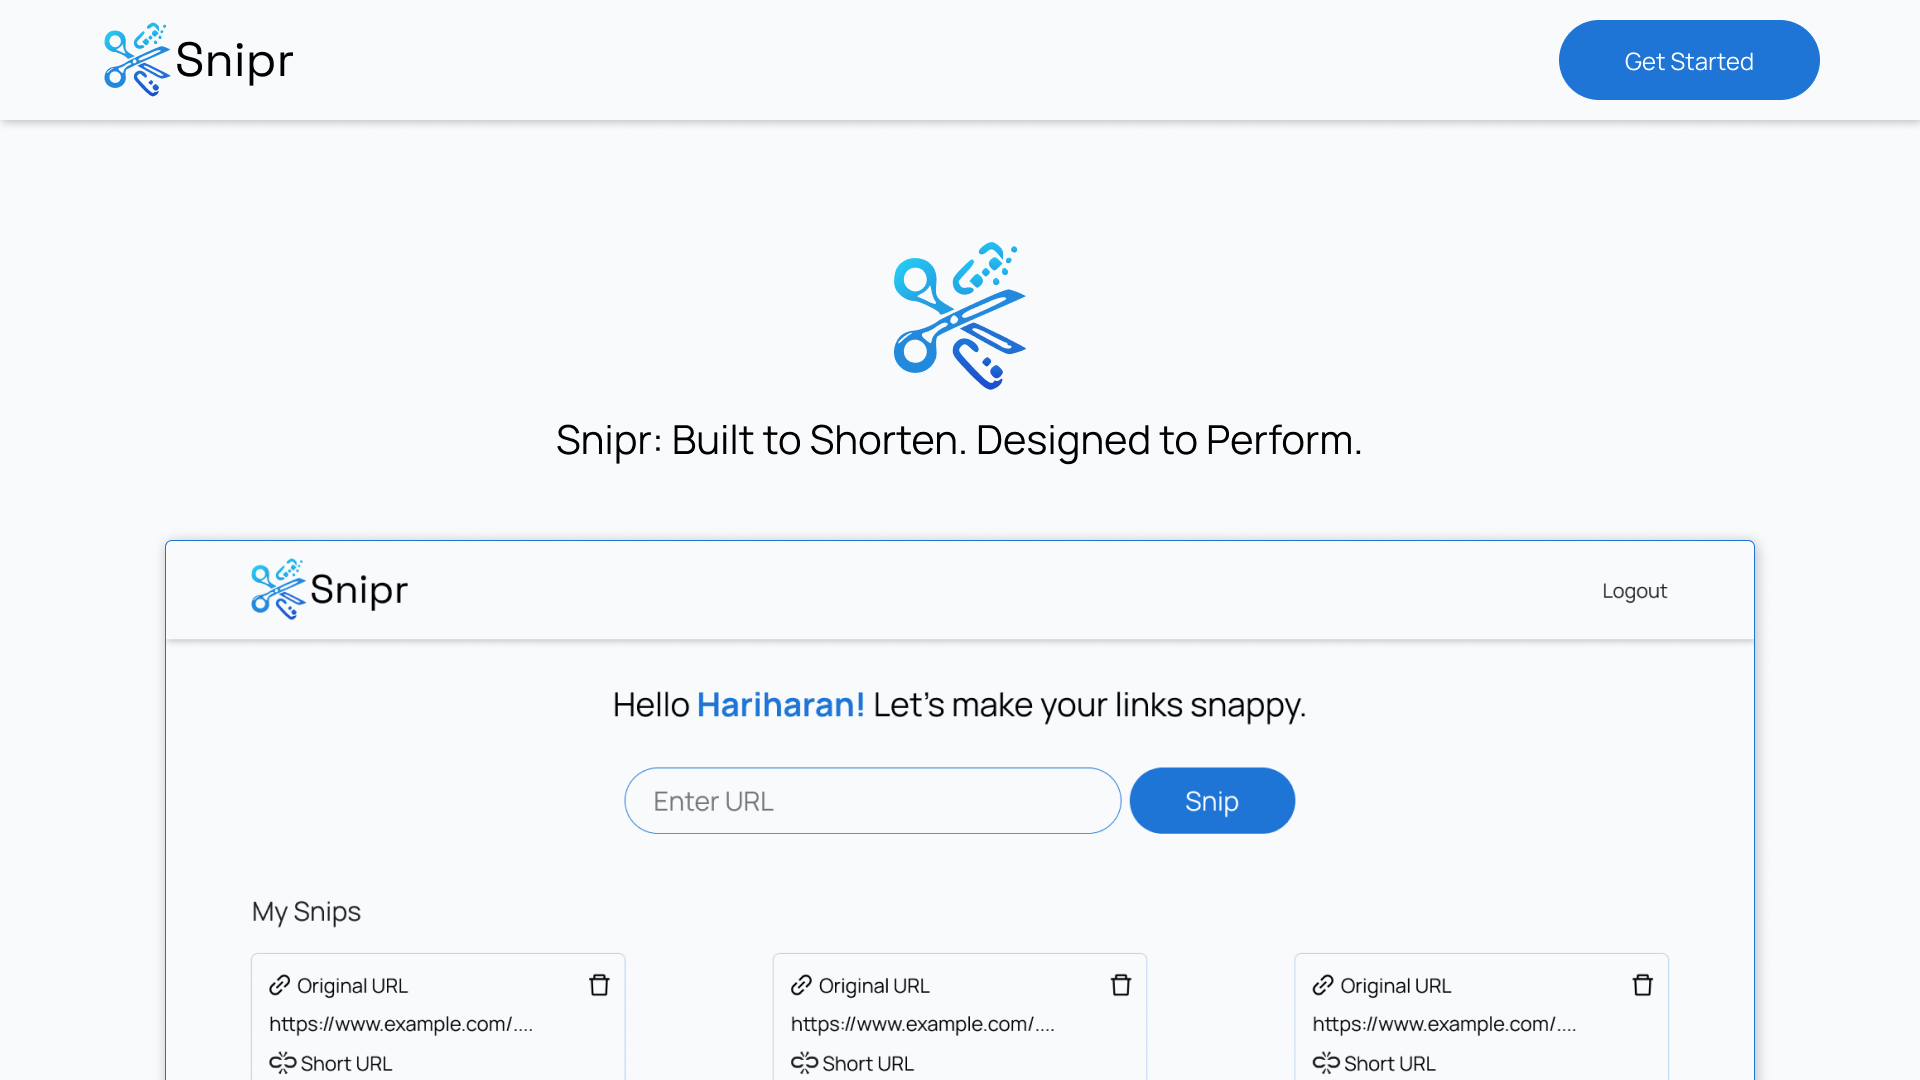 Snipr
Get Started
Snipr: Built to Shorten. Designed to Perform.
Snipr
Logout
Hello Hariharan! Let's make your links snappy.
Enter URL
Snip
My Snips
Original URL
https://www.example.com/....
Short URL
Original URL
https://www.example.com/....
Short URL
Original URL
https://www.example.com/....
Short URL